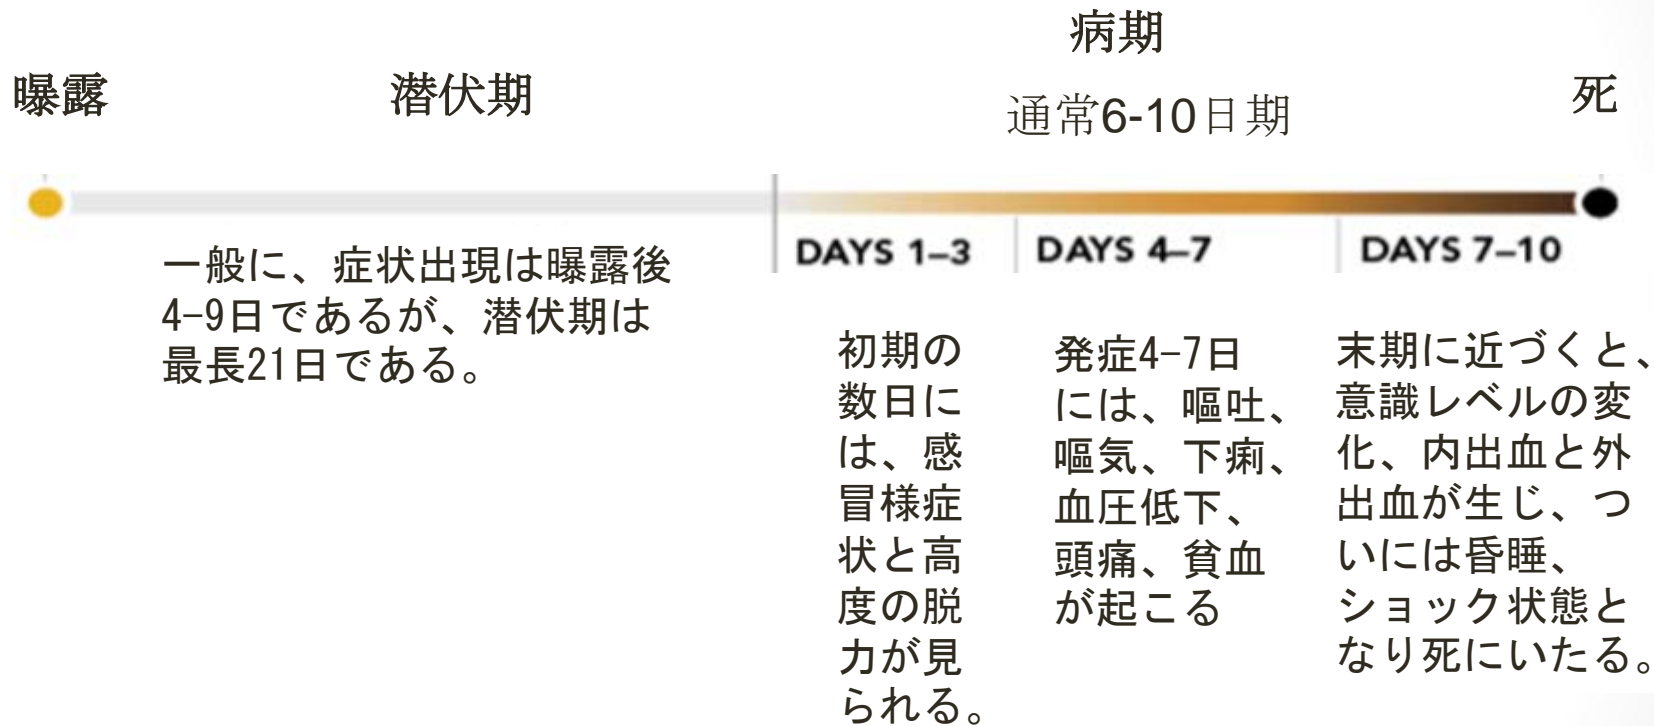 病期
曝露
潜伏期
通常6-10日期
死
一般に、症状出現は曝露後
4-9日であるが、潜伏期は
最長21日である。
DAYS 1–3
DAYS 4–7
DAYS 7–10
初期の
数日に
は、感
冒様症
状と高
度の脱
力が見
られる。
発症4-7日
には、嘔吐、
嘔気、下痢、
血圧低下、
頭痛、貧血
が起こる
末期に近づくと、
意識レベルの変
化、内出血と外
出血が生じ、つ
いには昏睡、
ショック状態と
なり死にいたる。